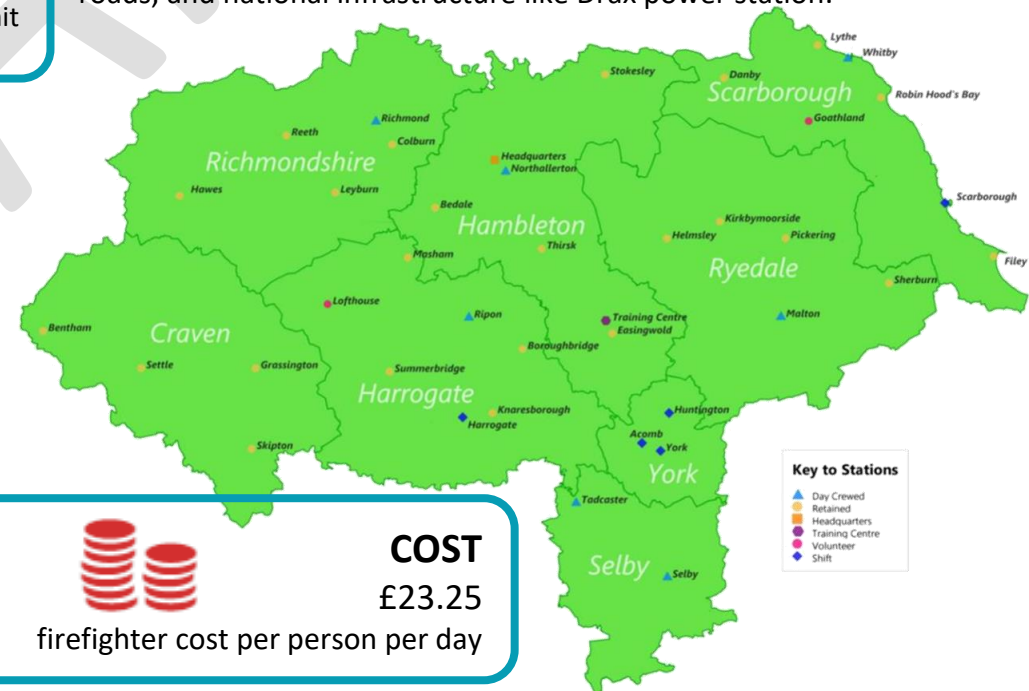 roads, and national infrastructure like Drax power station.
Lythe
Whitby
Stokesley
Danby
Scarborough
Robin Hood's Bay
Goathland
Richmond
Reeth
Colburn
Richmondshire
Headquarters
Northallerton
Hawes
Leyburn
Bedale
Hambleton
Scarborough
Kirkbymoorside
Helmsley
Pickering
Thirsk
Masham
Ryedale
Filey
Sherburn
Lofthouse
Ripon
Training Centre
Easingwold
Malton
Bentham
Craven
Boroughbridge
Settle
Grassington
Summerbridge
Harrogate
Knaresborough
Harrogate
Huntington
Acomb
York
Skipton
York
Tadcaster
Selby
Selby
Key to Stations
Day Crewed
Retained
Headquarters
Training Centre
Volunteer
Shift
COST
£23.25
firefighter cost per person per day